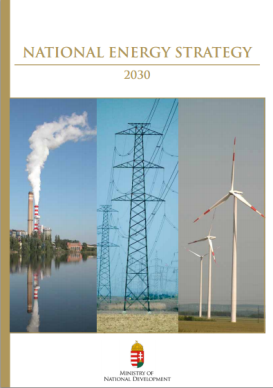 NATIONAL ENERGY STRATEGY
2030
MINISTRY OF
NATIONAL DEVELOPMENT